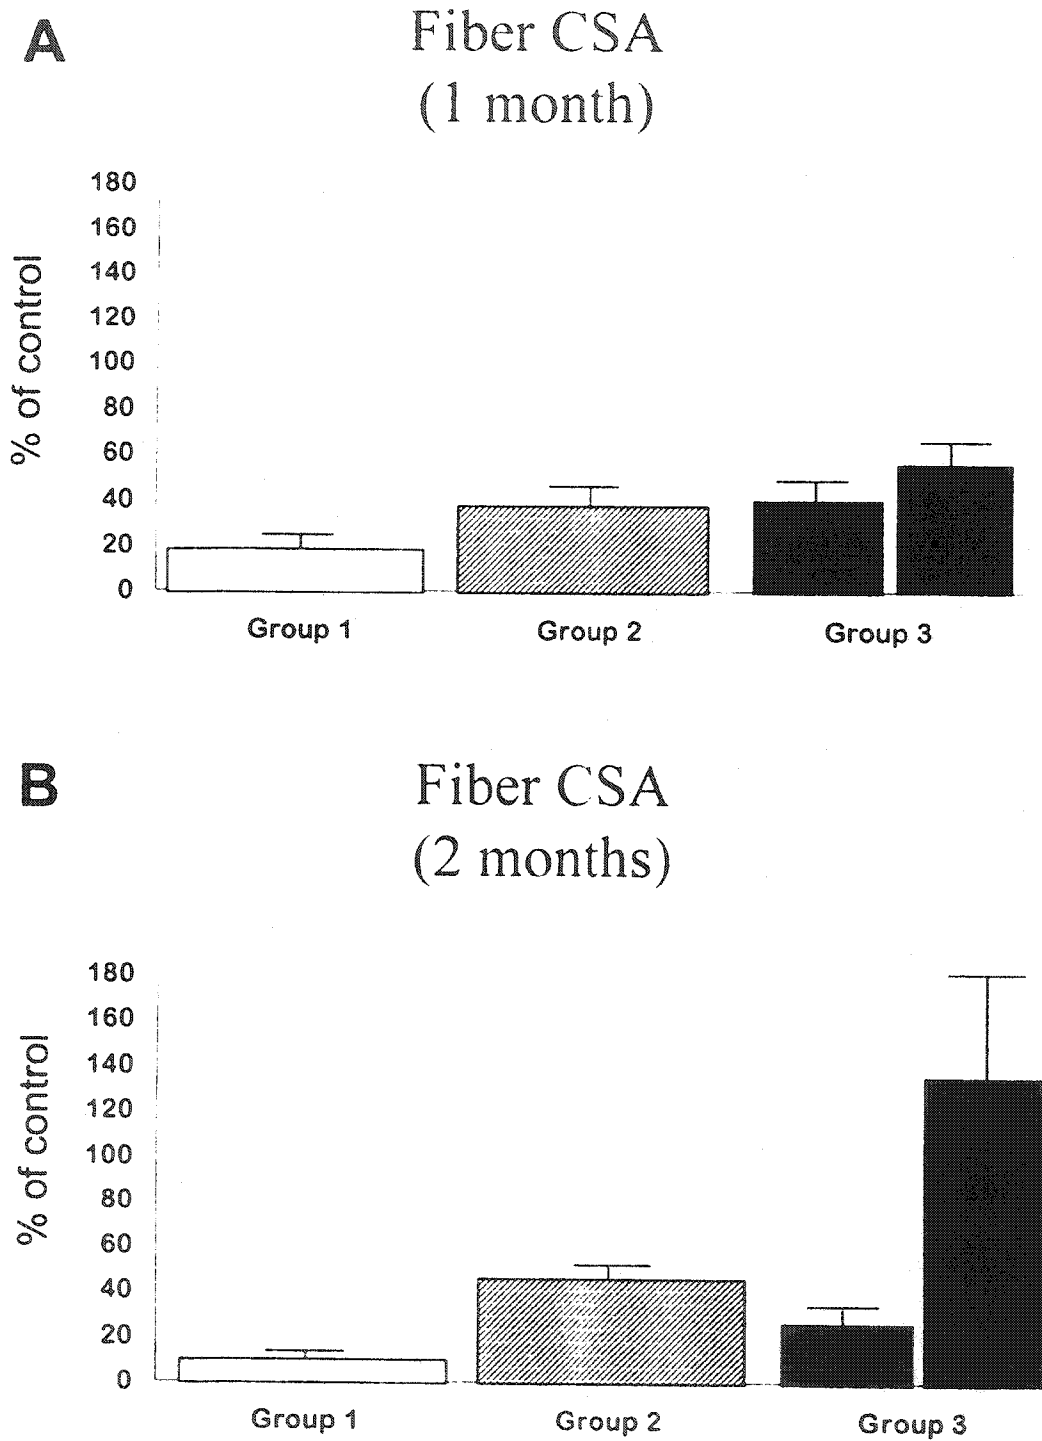 A
Fiber CSA
(1 month)
% of control
180
160
140
120
100
80
60
40
20
0
Group 1
Group 2
Group 3
B
Fiber CSA
(2 months)
% of control
180
160
140
120
100
80
60
40
20
0
Group 1
Group 2
Group 3